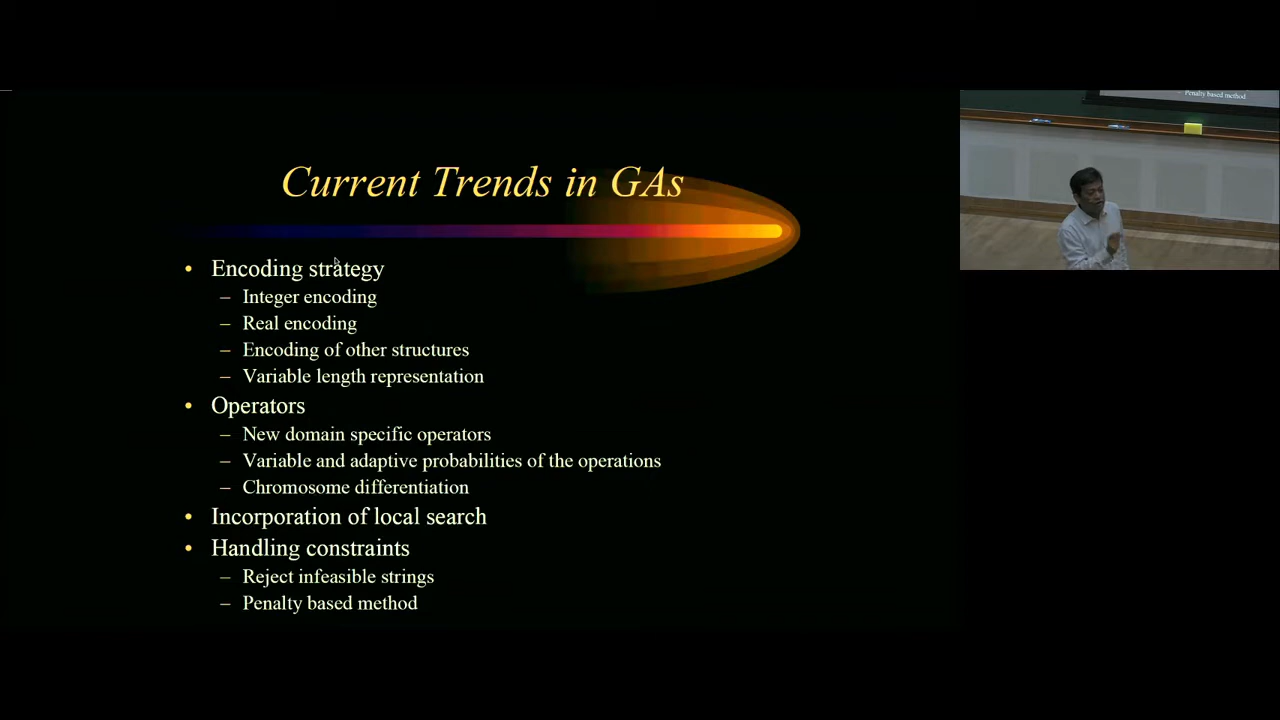 Current Trends in GAs
• Encoding strategy
– Integer encoding
– Real encoding
– Encoding of other structures
– Variable length representation
• Operators
– New domain specific operators
– Variable and adaptive probabilities of the operations
– Chromosome differentiation
• Incorporation of local search
• Handling constraints
– Reject infeasible strings
– Penalty based method
– Penalty based method